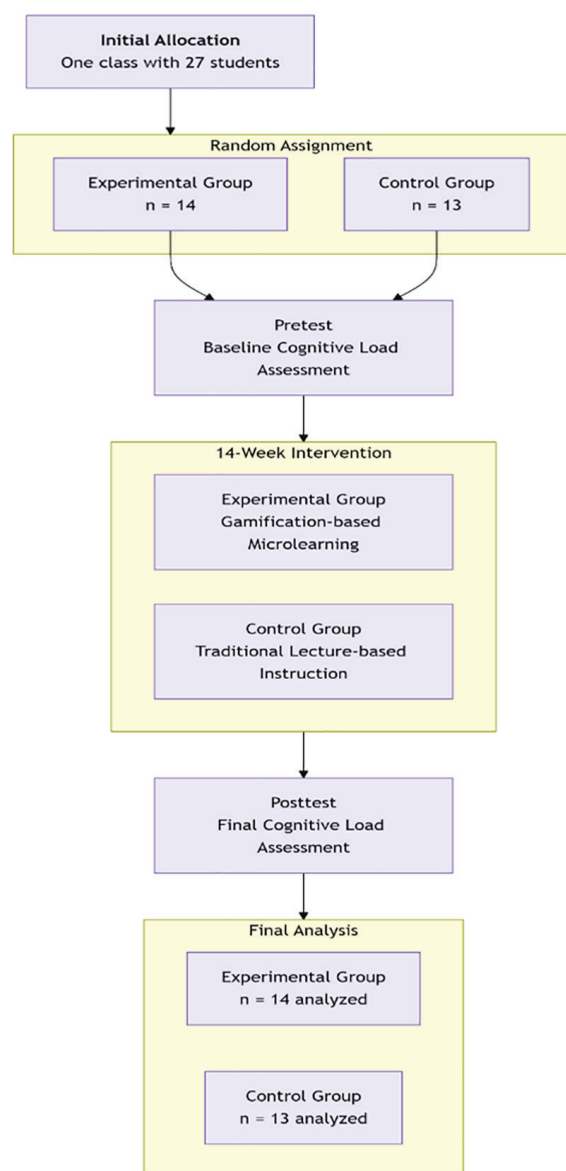 Initial Allocation
One class with 27 students
Random Assignment
Experimental Group
n = 14
Control Group
n = 13
Pretest
Baseline Cognitive Load
Assessment
14-Week Intervention
Experimental Group
Gamification-based
Microlearning
Control Group
Traditional Lecture-based
Instruction
Posttest
Final Cognitive Load
Assessment
Final Analysis
Experimental Group
n = 14 analyzed
Control Group
n = 13 analyzed